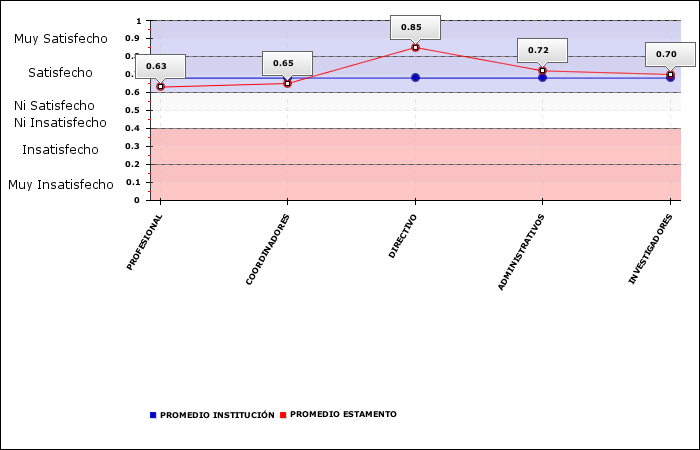 1
0.9
Muy Satisfecho
0.8
Satisfecho
0.6
Ni Satisfecho
0.5
Ni Insatisfecho
0.4
0.3
Insatisfecho
0.2
0.1
Muy Insatisfecho
0
0.63
0.65
0.85
0.72
0.70
PROFESIONAL
COORDINADORES
DIRECTIVO
ADMINISTRATIVOS
INVESTIGADORES
PROMEDIO INSTITUCIÓN
PROMEDIO ESTAMENTO